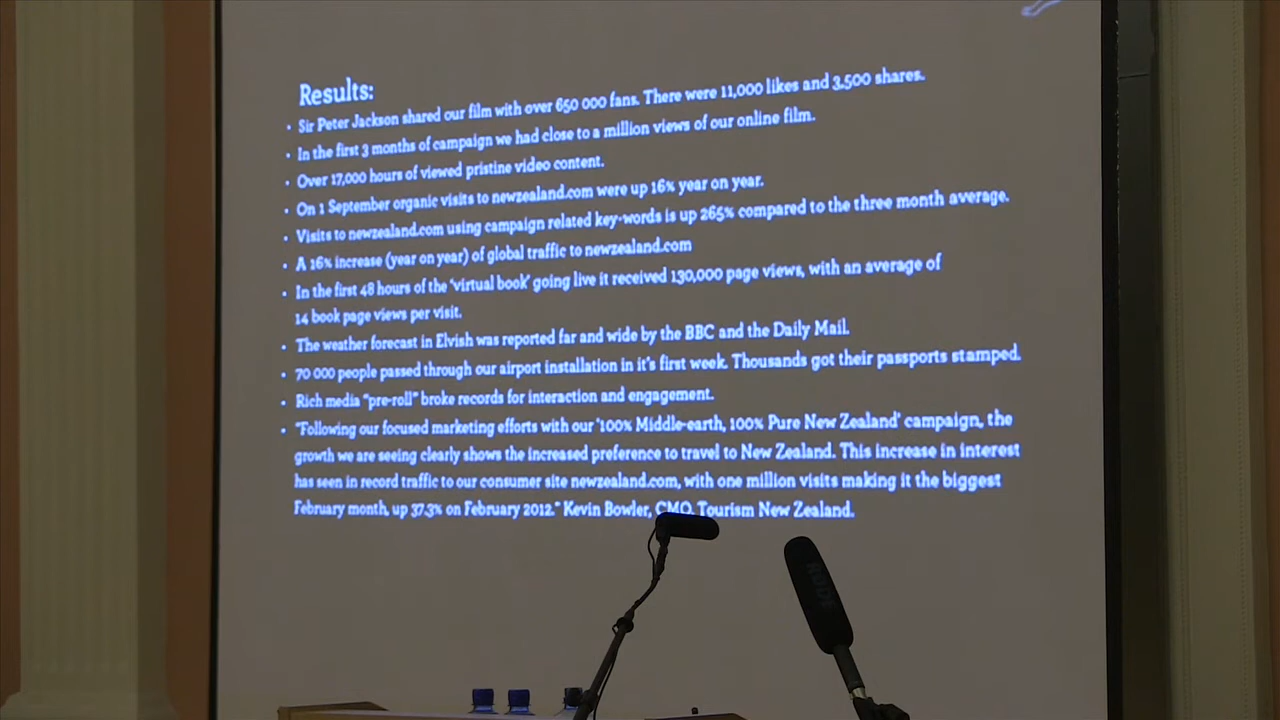 Results:
• Sir Peter Jackson shared our film with over 650 000 fans. There were 11,000 likes and 3,500 shares.
• In the first 3 months of campaign we had close to a million views of our online film.
• Over 17,000 hours of viewed pristine video content.
• On 1 September organic visits to newzealand.com were up 16% year on year.
• Visits to newzealand.com using campaign related key-words is up 265% compared to the three month average.
• A 16% increase (year on year) of global traffic to newzealand.com
• In the first 48 hours of the 'virtual book' going live it received 130,000 page views, with an average of
14 book page views per visit.
• The weather forecast in Elvish was reported far and wide by the BBC and the Daily Mail.
• 70 000 people passed through our airport installation in it's first week. Thousands got their passports stamped.
• Rich media "pre-roll" broke records for interaction and engagement.
• "Following our focused marketing efforts with our '100% Middle-earth, 100% Pure New Zealand' campaign, the
growth we are seeing clearly shows the increased preference to travel to New Zealand. This increase in interest
has seen in record traffic to our consumer site newzealand.com, with one million visits making it the biggest
February month, up 37.3% on February 2012." Kevin Bowler, CMO, Tourism New Zealand.
RODE